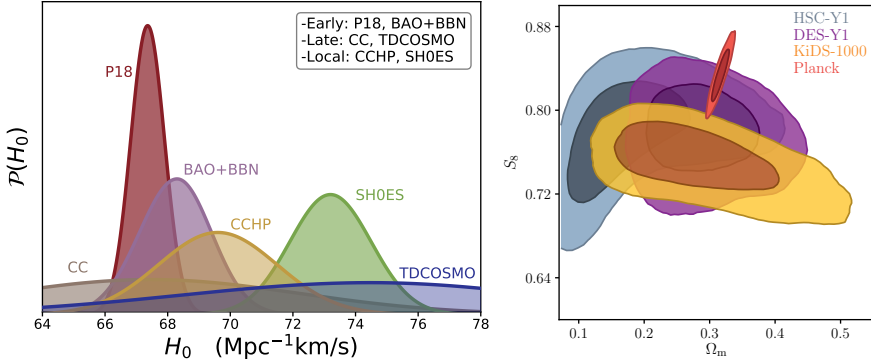 -Early: P18, BAO+BBN
-Late: CC, TDCOSMO
-Local: CCHP, SH0ES
P18
BAO+BBN
SH0ES
CCHP
CC
TDCOSMO
𝒫(H₀)
64 66 68 70 72 74 76 78
H₀ (Mpc⁻¹km/s)
HSC-Y1
DES-Y1
KiDS-1000
Planck
0.88
0.80
0.72
0.64
S₈
0.1 0.2 0.3 0.4 0.5
Ωₘ